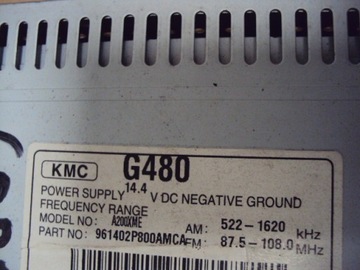 KMC G480
POWER SUPPLY 14.4 V DC NEGATIVE GROUND
FREQUENCY RANGE
MODEL NO: A200XME AM: 522-1620 kHz
PART NO: 961402P800AMCA FM: 87.5-108.0 MHz